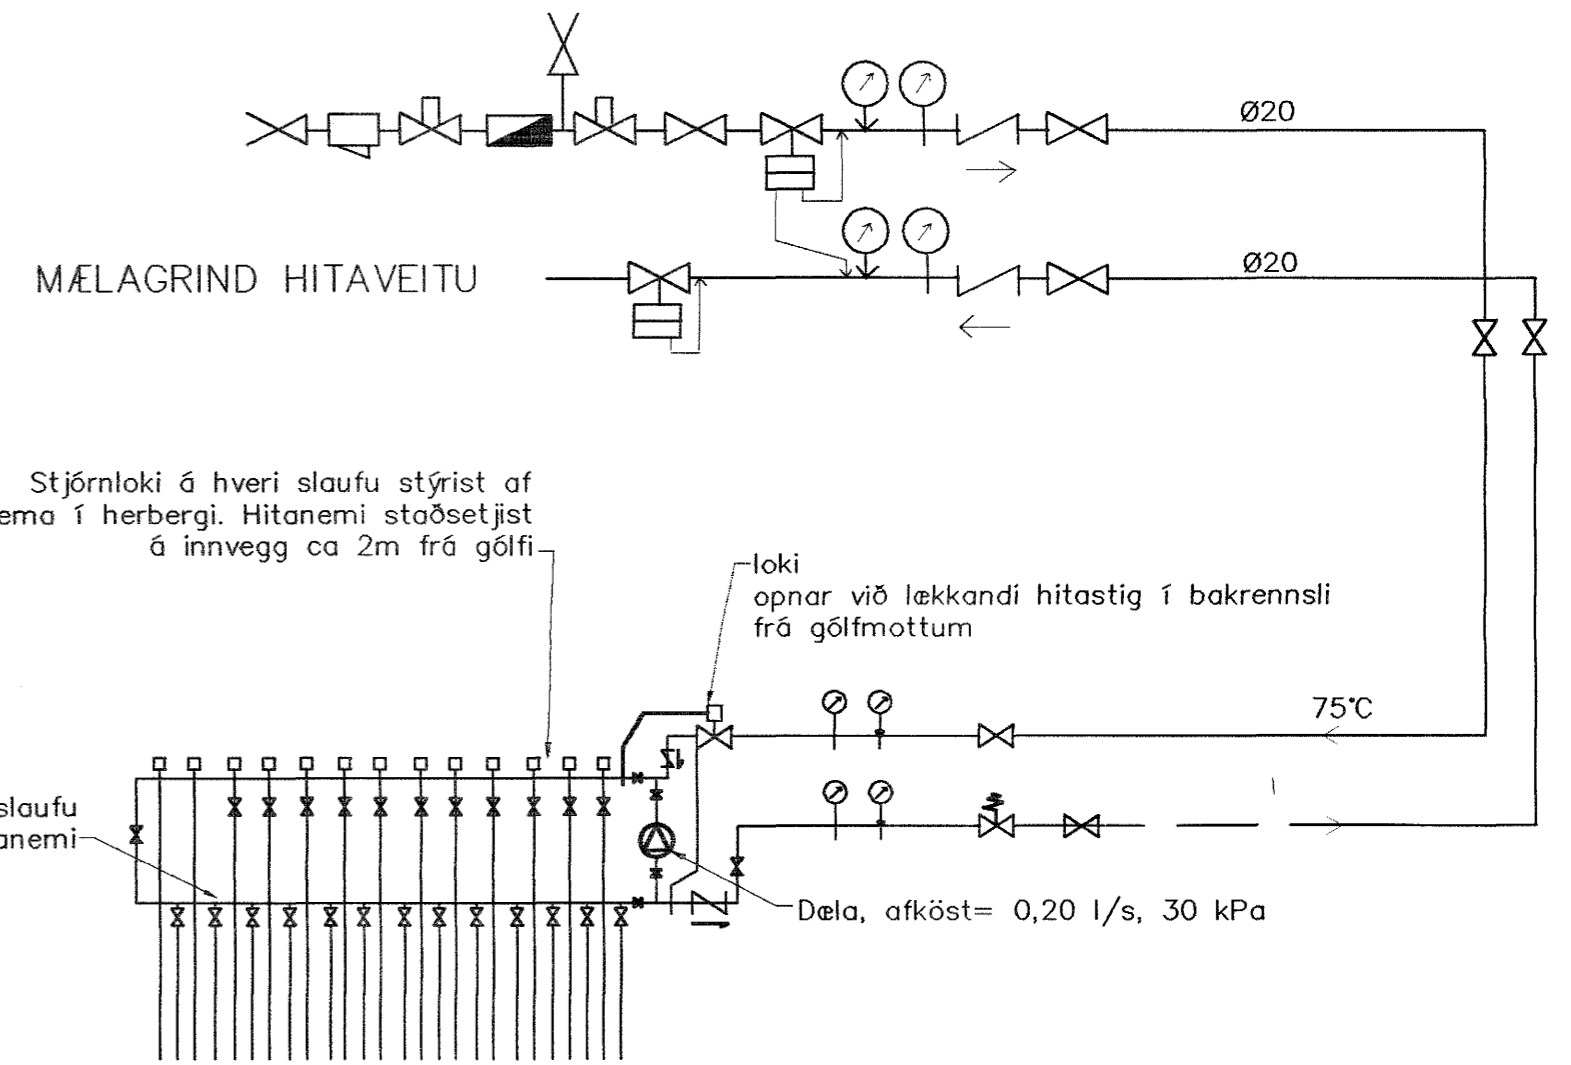 Ø20
MÆLAGRIND HITAVEITU
Ø20
Stjórnloki á hveri slaufu stýrist af
ema í herbergi. Hitanemi staðsetjist
á innvegg ca 2m frá gólfi
loki
opnar við lækkandi hitastig í bakrennsli
frá gólfmottum
75°C
slaufu
anemi
Dæla, afköst= 0,20 l/s, 30 kPa